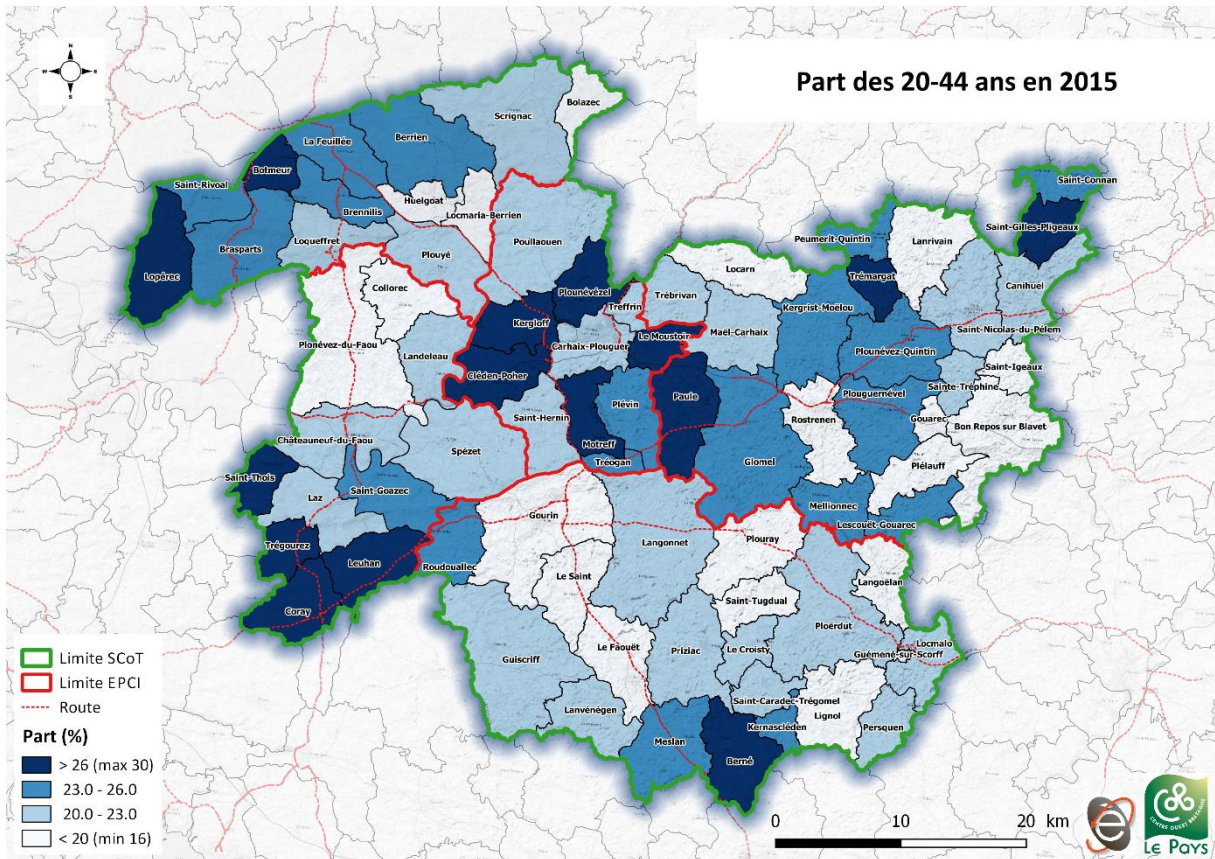 Part des 20-44 ans en 2015
N
W E
S
Bolazec
Scrignac
Berrien
La Feuillée
Botmeur
Saint-Rivoal
Huelgoat
Locmaria-Berrien
Brennilis
Loqueffret
Brasparts
Lopérec
Plouyé
Poullaouen
Collorec
Plonévez-du-Faou
Landeleau
Plounévézel
Kergloff
Treffrin
Carhaix-Plouguer
Le Moustoir
Cléden-Poher
Trébrivan
Locarn
Maël-Carhaix
Saint-Connan
Saint-Gilles-Pligeaux
Peumerit-Quintin
Lanrivain
Trémargat
Canihuel
Kergrist-Moëlou
Saint-Nicolas-du-Pélem
Plounévez-Quintin
Saint-Igeaux
Sainte-Tréphine
Plouguernével
Gouarec
Bon Repos sur Blavet
Rostrenen
Paule
Plévin
Saint-Hernin
Motreff
Tréogan
Glomel
Plélauff
Mellionnec
Lescouët-Gouarec
Châteauneuf-du-Faou
Spézet
Saint-Thois
Laz
Saint-Goazec
Trégourez
Leuhan
Coray
Roudouallec
Gourin
Langonnet
Plouray
Le Saint
Langoëlan
Saint-Tugdual
Ploërdut
Le Faouët
Guiscriff
Priziac
Le Croisty
Locmalo
Guémené-sur-Scorff
Saint-Caradec-Trégomel
Lignol
Lanvénégen
Kernascléden
Persquen
Meslan
Berné
Limite SCoT
Limite EPCI
Route
Part (%)
> 26 (max 30)
23.0 - 26.0
20.0 - 23.0
< 20 (min 16)
0 10 20 km
é
CENTRE OUEST BRETAGNE
LE PAYS